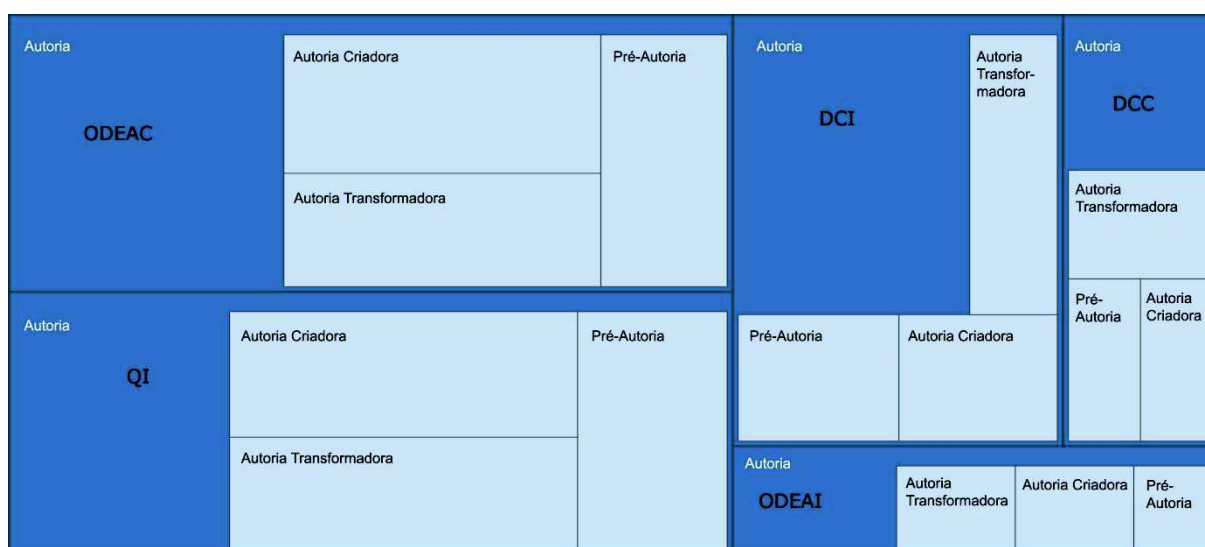 Autoria
ODEAC
Autoria Criadora
Pré-Autoria
Autoria Transformadora
Autoria
QI
Autoria Criadora
Pré-Autoria
Autoria Transformadora
Autoria
DCI
Autoria
Transfor-
madora
Pré-Autoria
Autoria Criadora
Autoria
DCC
Autoria
Transformadora
Pré-
Autoria
Autoria
Criadora
Autoria
ODEAI
Autoria
Transformadora
Autoria Criadora
Pré-
Autoria